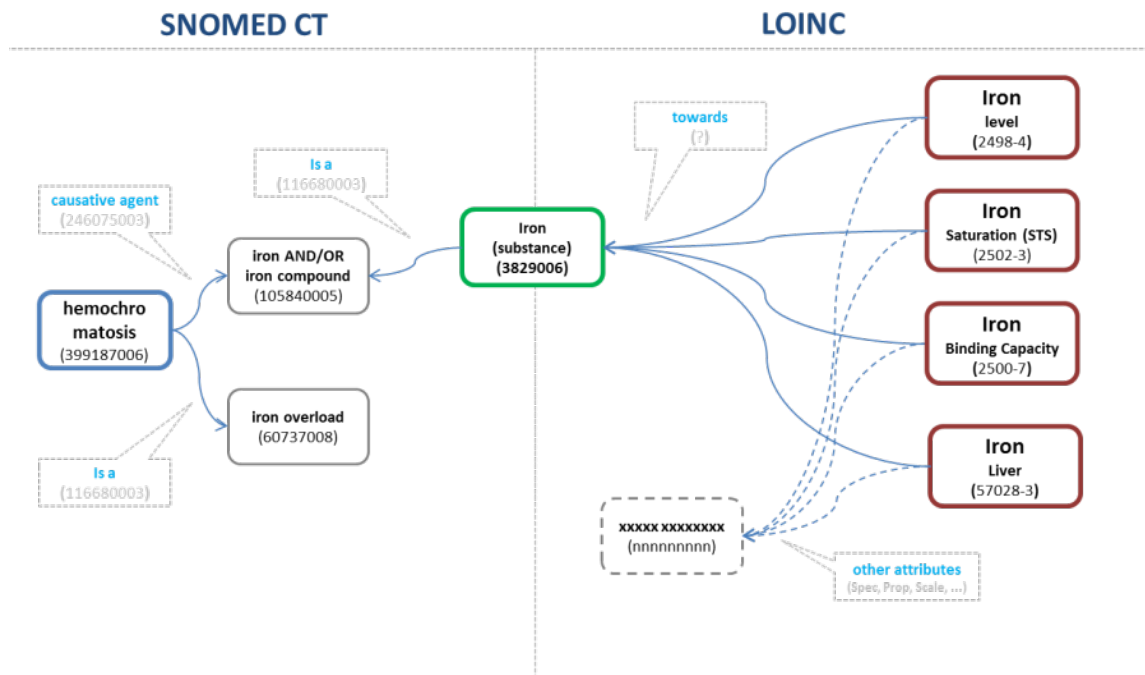 SNOMED CT
LOINC
causative agent
(246075003)
Is a
(116680003)
hemochro
matosis
(399187006)
iron AND/OR
iron compound
(105840005)
iron overload
(60737008)
Is a
(116680003)
Iron
(substance)
(3829006)
towards
(?)
Iron
level
(2498-4)
Iron
Saturation (STS)
(2502-3)
Iron
Binding Capacity
(2500-7)
Iron
Liver
(57028-3)
xxxxx xxxxxxxx
(nnnnnnnnn)
other attributes
(Spec, Prop, Scale, ...)